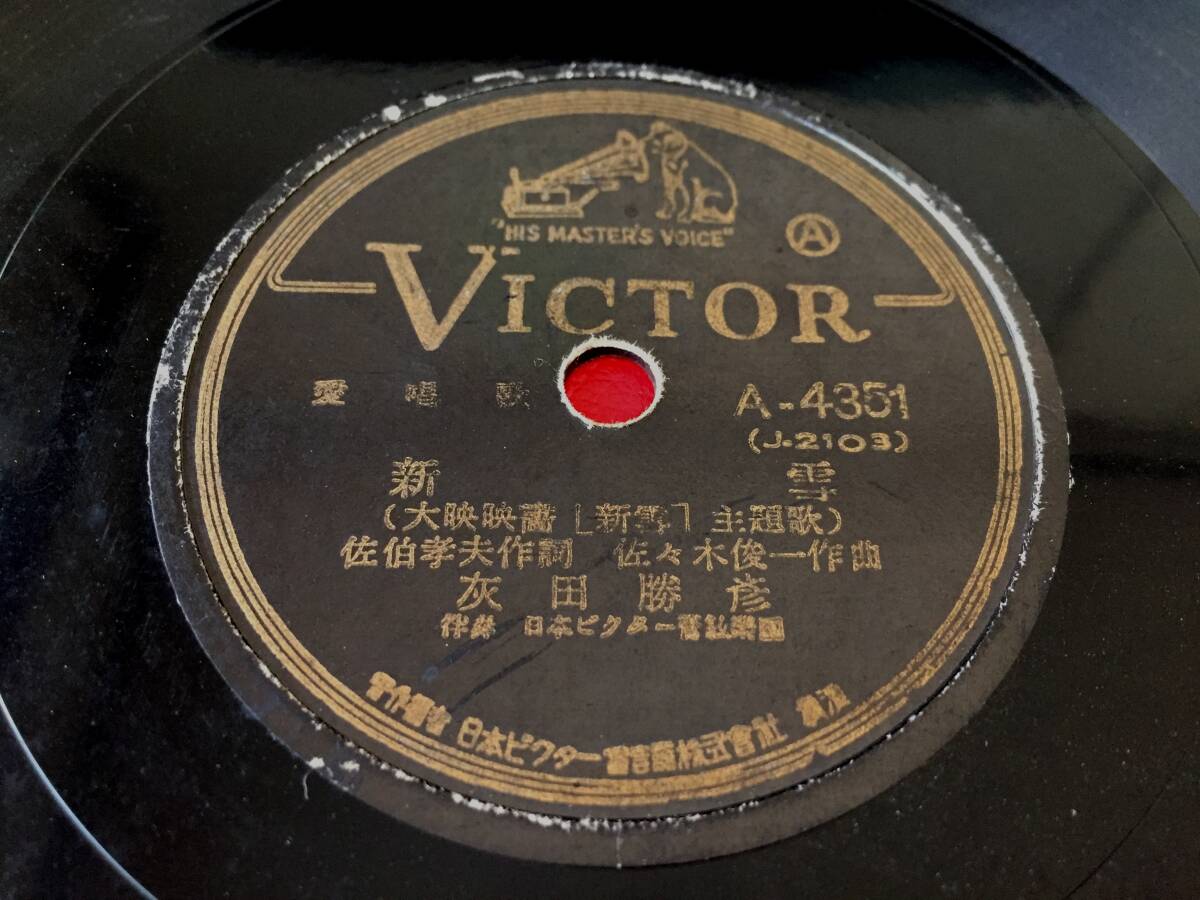 "HIS MASTER'S VOICE"
Ⓐ
VICTOR
愛唱歌
A-4351
(J-2103)
新雪
(大映映畫「新雪」主題歌)
佐伯孝夫作詞 佐々木俊一作曲
灰田勝彦
伴奏 日本ビクター管弦樂團
日本ビクター蓄音器株式會社